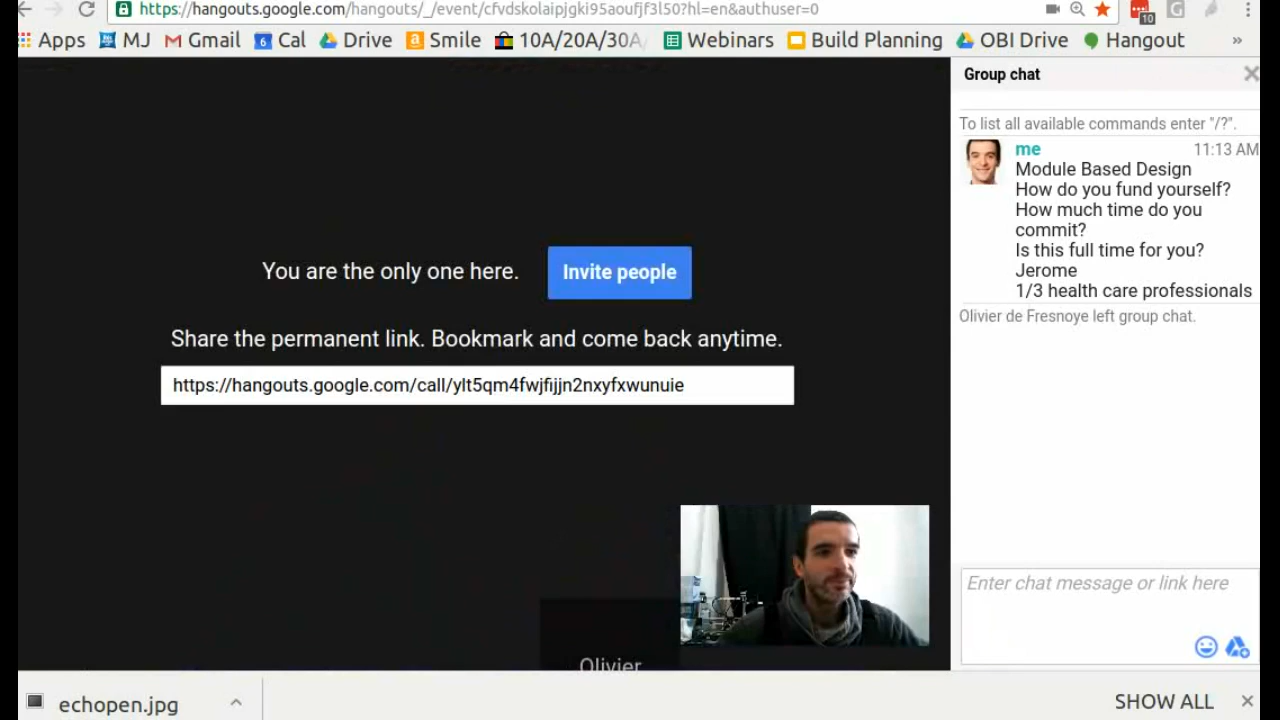 https://hangouts.google.com/hangouts/_/event/cfvdskolaipjgki95aoufjf3l50?hl=en&authuser=0
10
Apps MJ Gmail 6 Cal Drive Smile 10A/20A/30A/ Webinars Build Planning OBI Drive Hangout »
Group chat
To list all available commands enter "/?".
me 11:13 AM
Module Based Design
How do you fund yourself?
How much time do you
commit?
Is this full time for you?
Jerome
1/3 health care professionals
Olivier de Fresnoye left group chat.
You are the only one here. Invite people
Share the permanent link. Bookmark and come back anytime.
https://hangouts.google.com/call/ylt5qm4fwjfijjn2nxyfxwunuie
Olivier
Enter chat message or link here
echopen.jpg
SHOW ALL